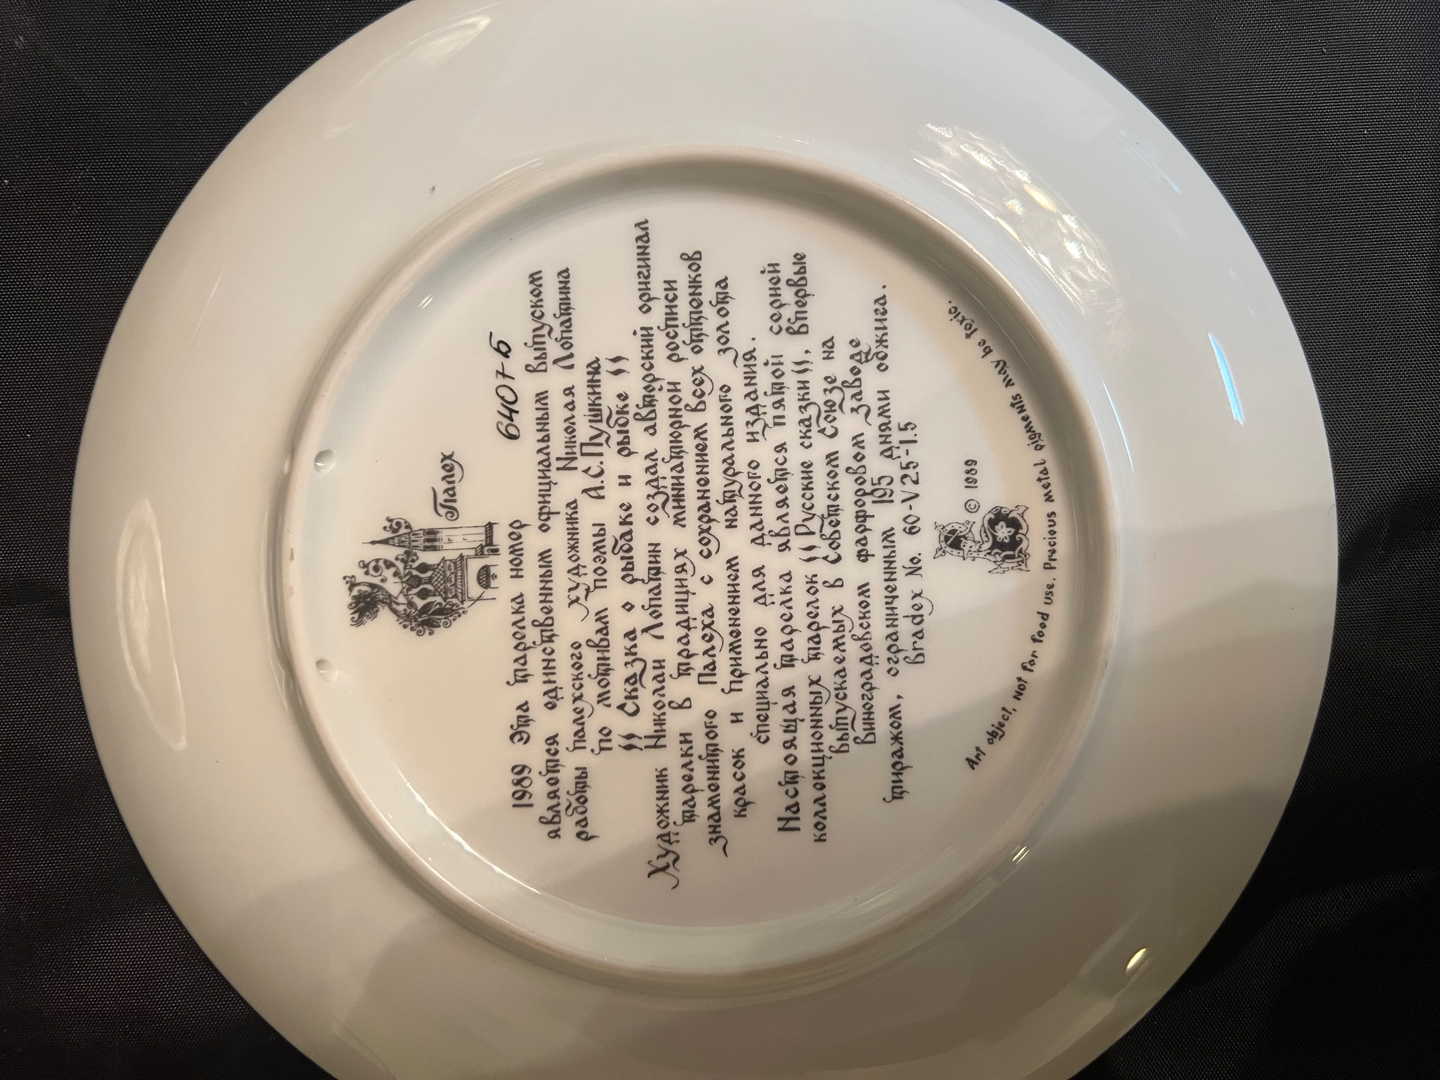 Палех
1989 Эта тарелка номер 6407-Б
является единственным официальным выпуском
работы палехского художника Николая Лопатина
по мотивам поэмы А.С.Пушкина
"Сказка о рыбаке и рыбке"
Художник Николай Лопатин создал авторский оригинал
тарелки в традициях миниатюрной росписи
знаменитого Палеха с сохранением всех оттенков
красок и применением натурального золота
специально для данного издания.
Настоящая тарелка является пятой серией
коллекционных тарелок "Русские сказки", впервые
выпускаемых в Советском Союзе на
Виноградовском фарфоровом заводе
тиражом, ограниченным 195 днями обжига.
Bradex No. 60-V25-1.5
© 1989
Art object, not for food use. Precious metal pigments may be toxic.